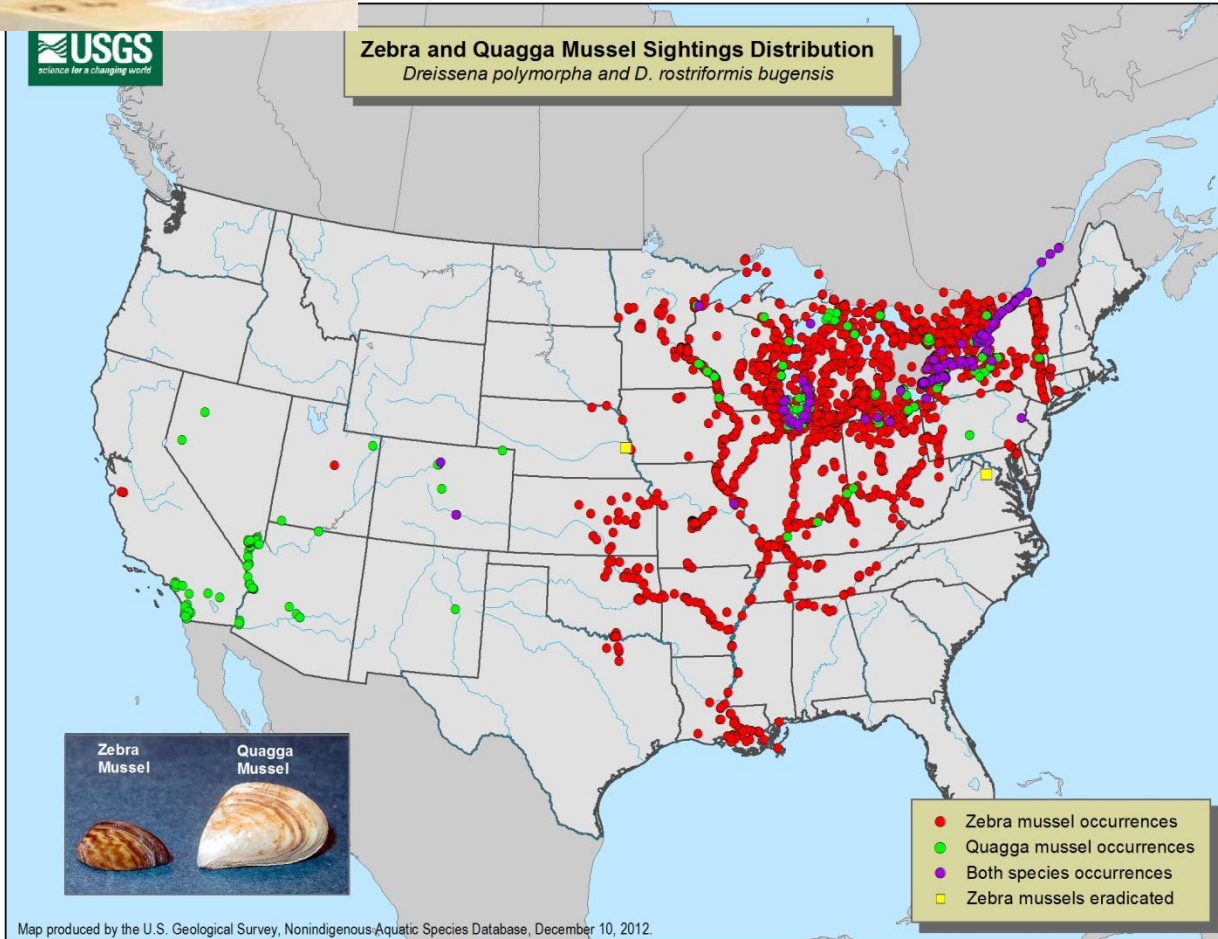 USGS
science for a changing world
Zebra and Quagga Mussel Sightings Distribution
Dreissena polymorpha and D. rostriformis bugensis
Zebra
Mussel
Quagga
Mussel
Zebra mussel occurrences
Quagga mussel occurrences
Both species occurrences
Zebra mussels eradicated
Map produced by the U.S. Geological Survey, Nonindigenous Aquatic Species Database, December 10, 2012.